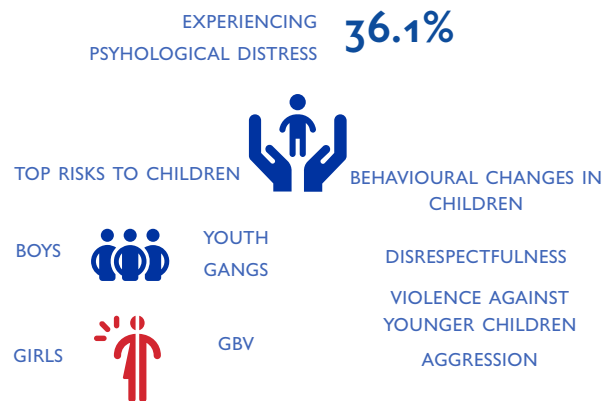 EXPERIENCING
PSYHOLOGICAL DISTRESS
36.1%
TOP RISKS TO CHILDREN
BOYS
YOUTH
GANGS
GIRLS
GBV
BEHAVIOURAL CHANGES IN
CHILDREN
DISRESPECTFULNESS
VIOLENCE AGAINST
YOUNGER CHILDREN
AGGRESSION